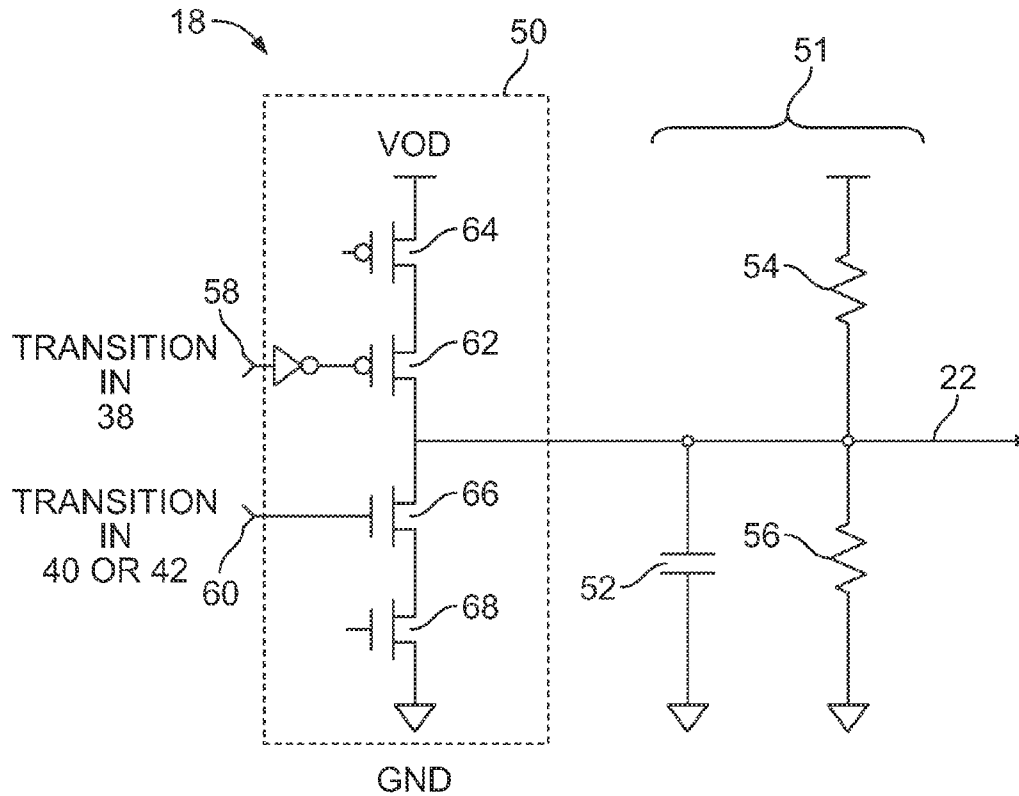 18
50
51
VOD
64
54
58
TRANSITION
IN
38
62
22
TRANSITION
IN
40 OR 42
60
66
52
56
68
GND